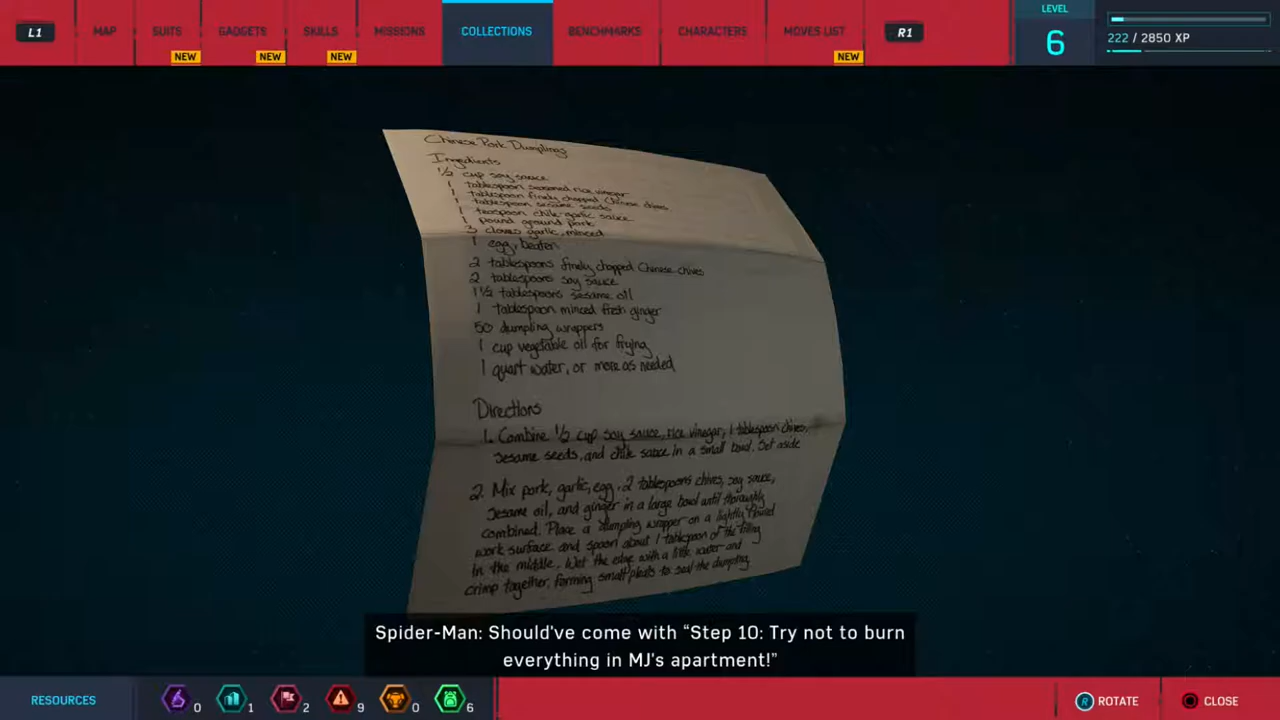 L1
MAP
SUITS
GADGETS
SKILLS
MISSIONS
COLLECTIONS
BENCHMARKS
CHARACTERS
MOVES LIST
R1
NEW
NEW
NEW
NEW
LEVEL
6
222 / 2850 XP
Chinese Pork Dumplings
Ingredients
1/2 cup soy sauce
1 tablespoon seasoned rice vinegar
1 tablespoon finely chopped Chinese chives
1 tablespoon sesame seeds
1 teaspoon chile-garlic sauce
1 pound ground pork
3 cloves garlic, minced
1 egg, beaten
2 tablespoons finely chopped Chinese chives
2 tablespoons soy sauce
1 1/2 tablespoons sesame oil
1 tablespoon minced fresh ginger
50 dumpling wrappers
1 cup vegetable oil for frying
1 quart water, or more as needed
Directions
1. Combine 1/2 cup soy sauce, rice vinegar, 1 tablespoon chives,
sesame seeds, and chile sauce in a small bowl. Set aside
2. Mix pork, garlic, egg, 2 tablespoons chives, soy sauce,
sesame oil, and ginger in a large bowl until thoroughly
combined. Place a dumpling wrapper on a lightly floured
work surface and spoon about 1 tablespoon of the filling
in the middle. Wet the edge with a little water and
crimp together, forming small pleats to seal the dumpling.
Spider-Man: Should've come with “Step 10: Try not to burn
everything in MJ's apartment!”
RESOURCES
0
1
2
9
0
6
R ROTATE
CLOSE